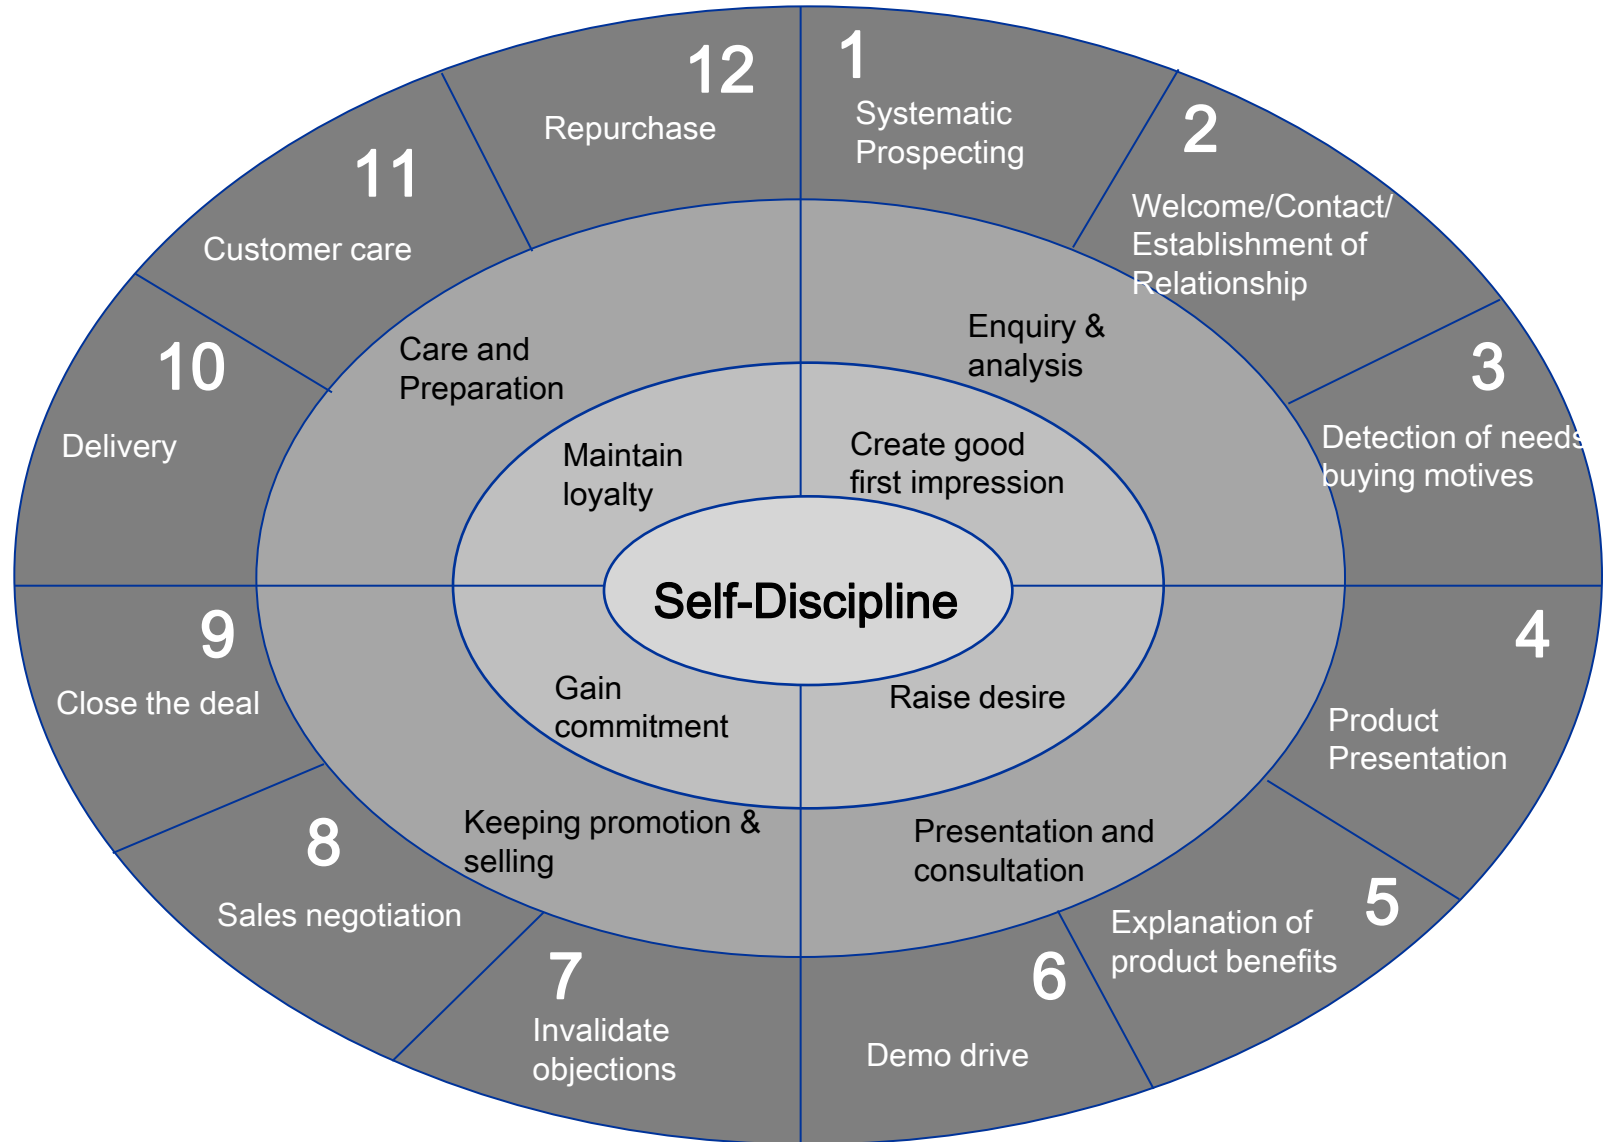 1
Systematic
Prospecting
2
Welcome/Contact/
Establishment of
Relationship
3
Detection of needs
buying motives
4
Product
Presentation
5
Explanation of
product benefits
6
Demo drive
7
Invalidate
objections
8
Sales negotiation
9
Close the deal
10
Delivery
11
Customer care
12
Repurchase
Enquiry &
analysis
Presentation and
consultation
Keeping promotion &
selling
Care and
Preparation
Create good
first impression
Raise desire
Gain
commitment
Maintain
loyalty
Self-Discipline